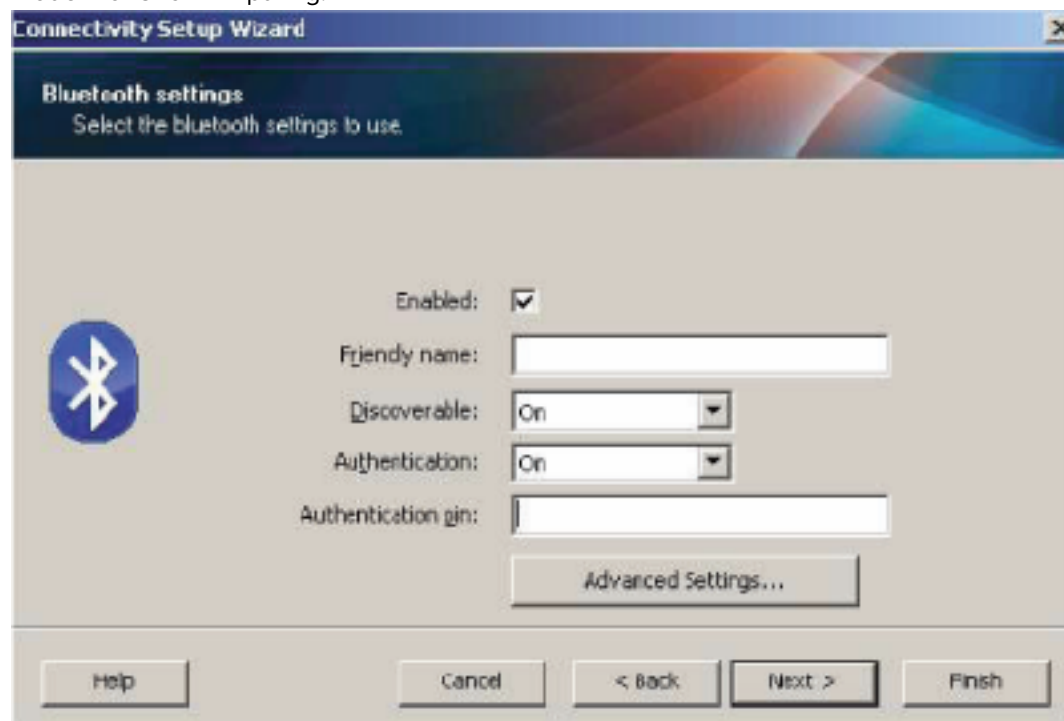 Connectivity Setup Wizard
Bluetooth settings
Select the bluetooth settings to use.
Enabled:
Friendly name:
Discoverable: On
Authentication: On
Authentication pin:
Advanced Settings...
Help Cancel < Back Next > Finish